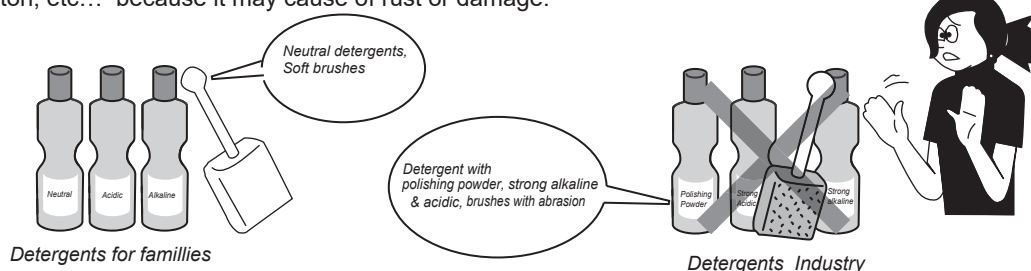 ton, etc… because it may cause of rust or damage.
Neutral detergents,
Soft brushes
Neutral
Acidic
Alkaline
Detergents for famillies
Detergent with
polishing powder, strong alkaline
& acidic, brushes with abrasion
Polishing
Powder
Strong
Acidic
Strong
alkaline
Detergents Industry